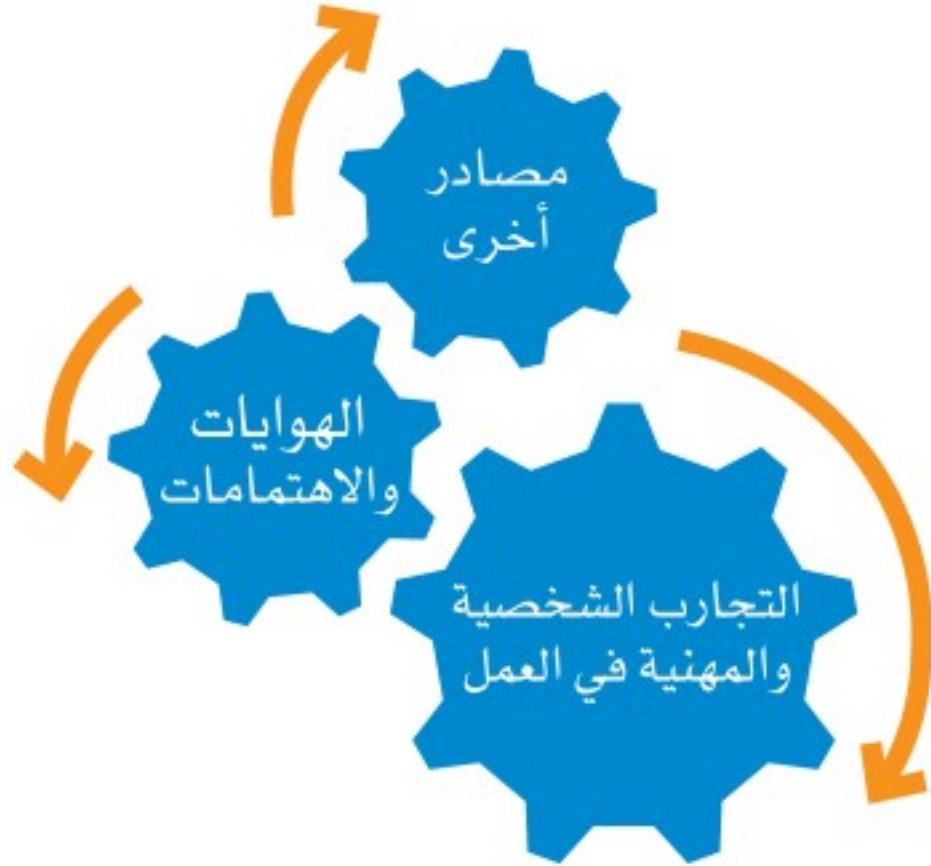 مصادر
أخرى
الهوايات
والاهتمامات
التجارب الشخصية
والمهنية في العمل